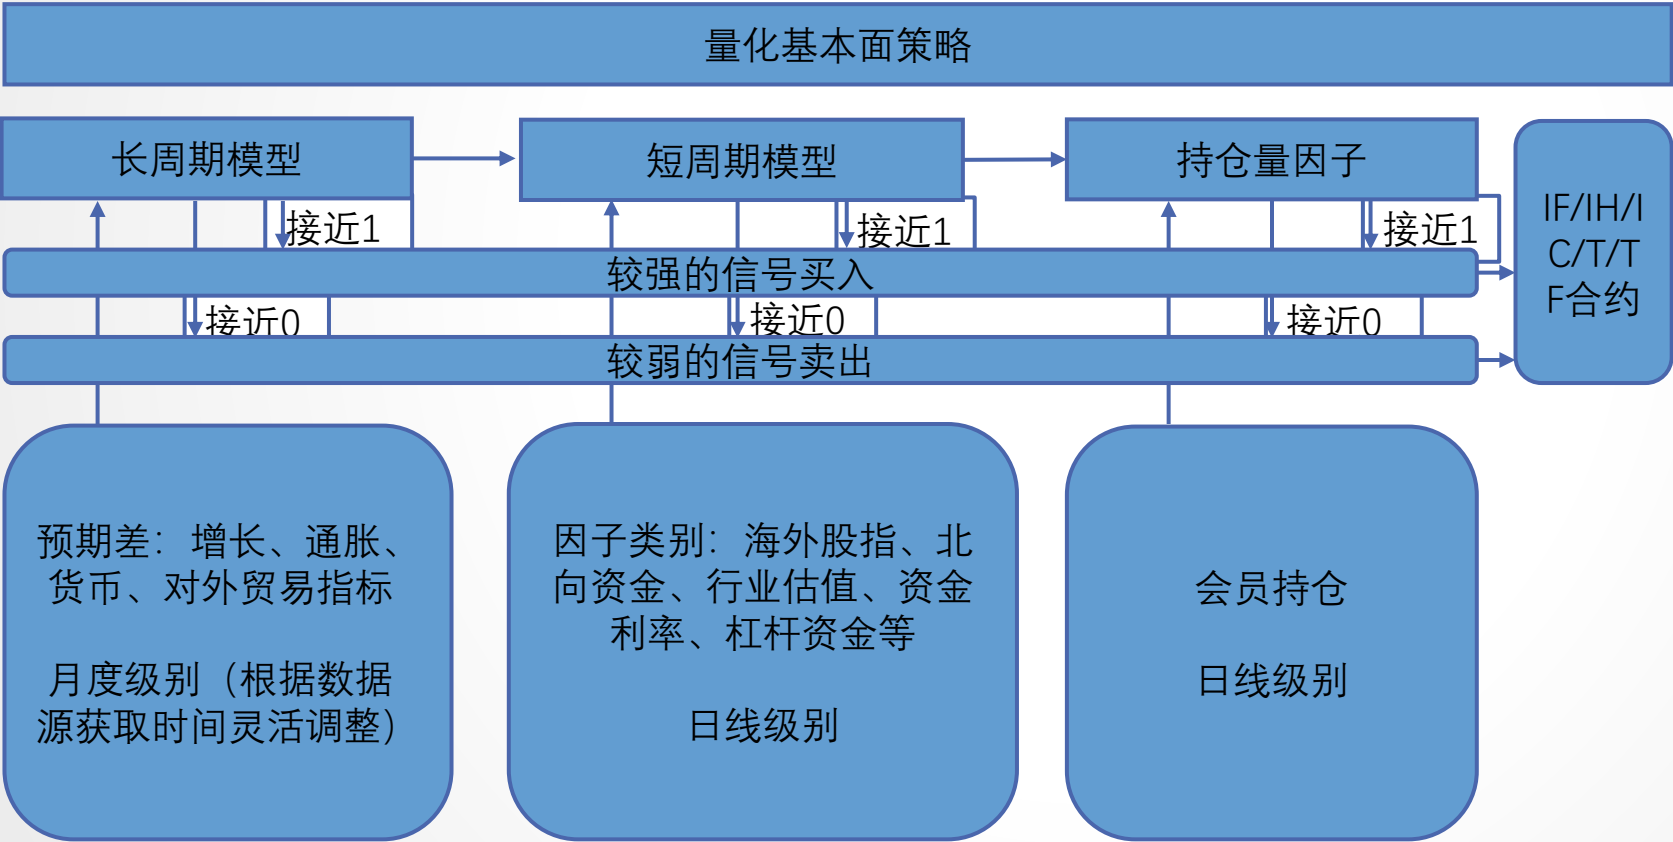 量化基本面策略
长周期模型
短周期模型
持仓量因子
IF/IH/I
C/T/T
F合约
接近1
接近1
接近1
较强的信号买入
接近0
接近0
接近0
较弱的信号卖出
预期差：增长、通胀、
货币、对外贸易指标
月度级别（根据数据
源获取时间灵活调整）
因子类别：海外股指、北
向资金、行业估值、资金
利率、杠杆资金等
日线级别
会员持仓
日线级别